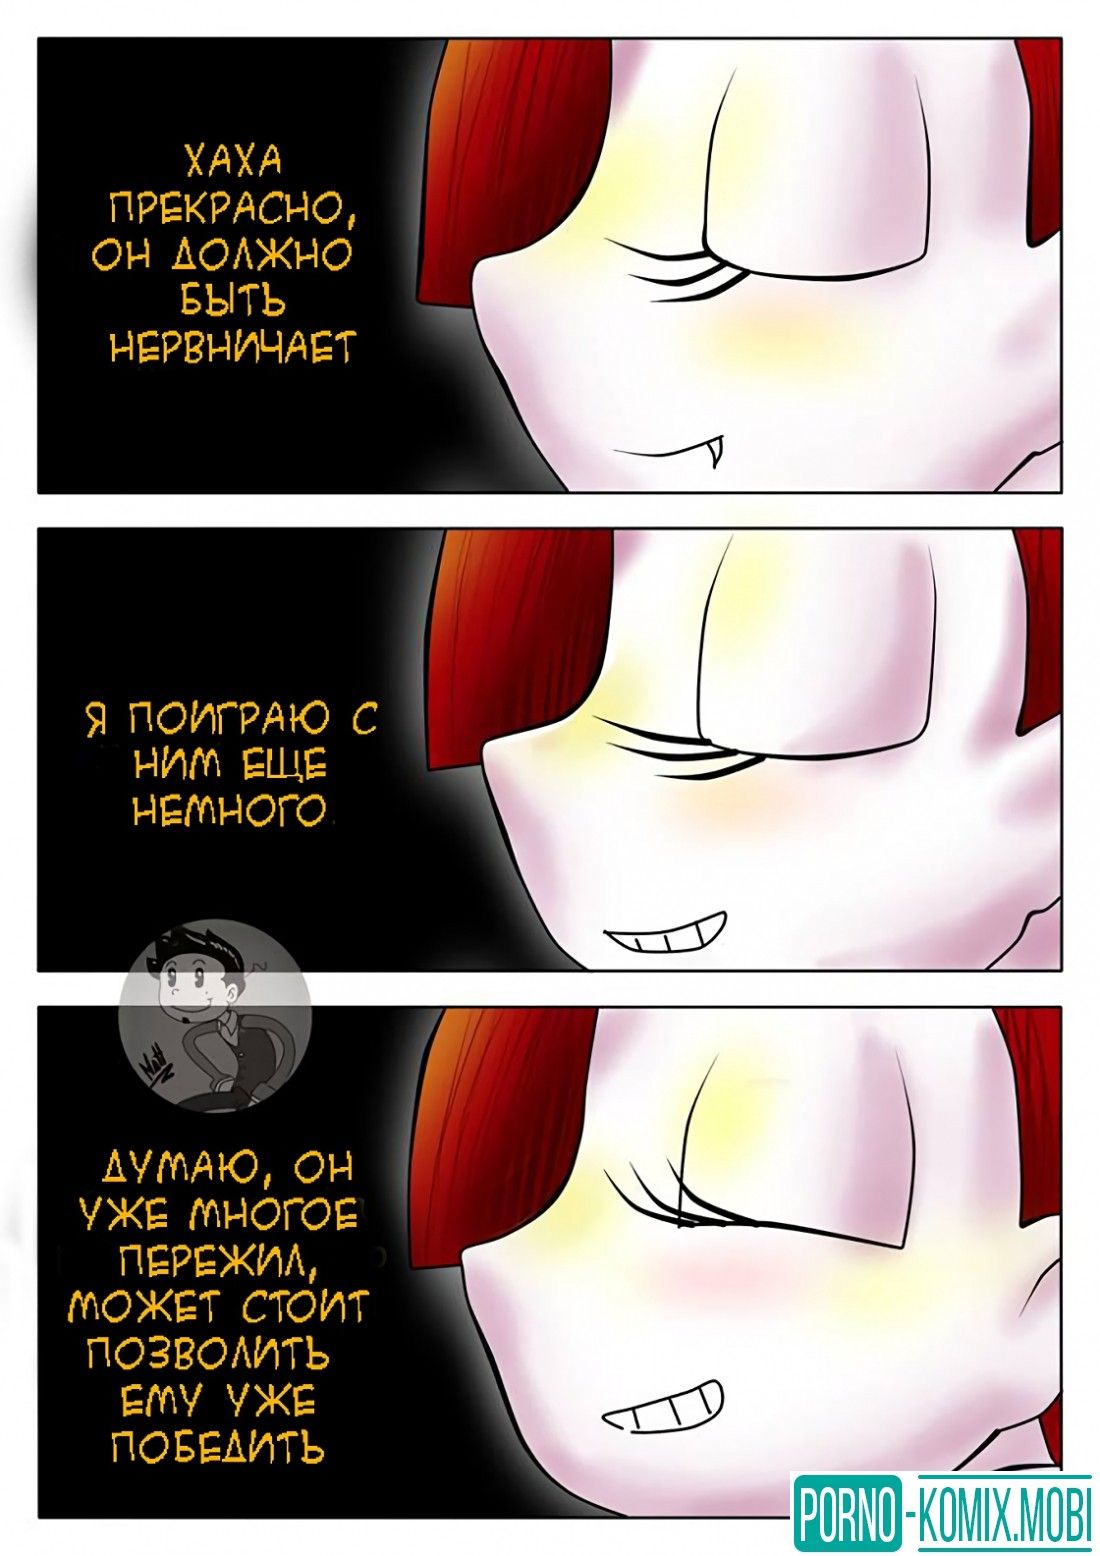 ХАХА
ПРЕКРАСНО,
ОН ДОЛЖНО
БЫТЬ
НЕРВНИЧАЕТ
Я ПОИГРАЮ С
НИМ ЕЩЕ
НЕМНОГО.
ДУМАЮ, ОН
УЖЕ МНОГОЕ
ПЕРЕЖИЛ,
МОЖЕТ СТОИТ
ПОЗВОЛИТЬ
ЕМУ УЖЕ
ПОБЕДИТЬ
PORNO-KOMIX.MOBI